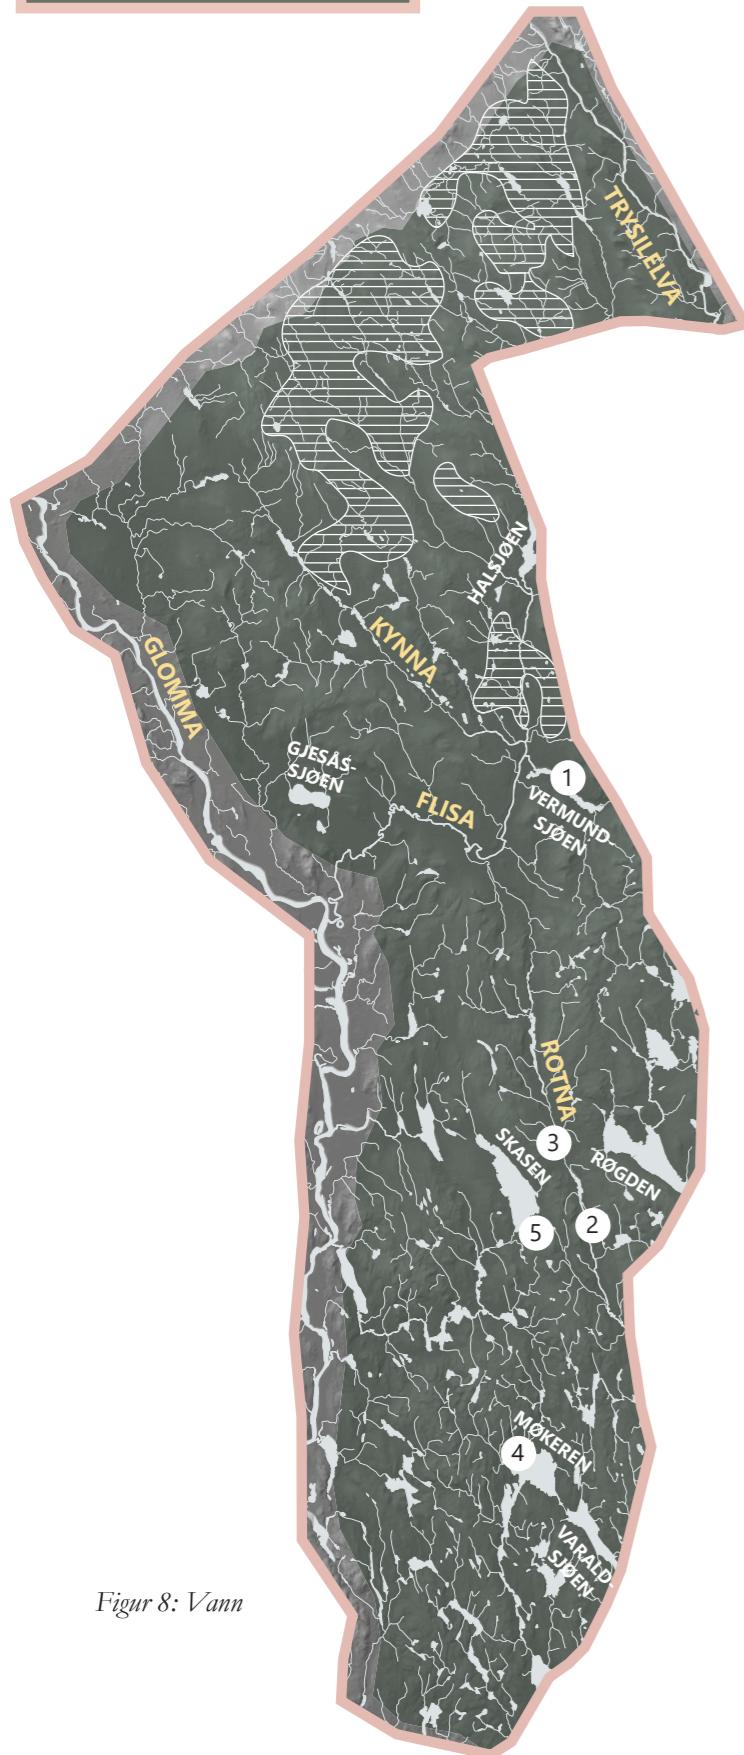 TRYSILELVA
HALSJØEN
KYNNA
GLOMMA
GJESÅS-
SJØEN
1
VERMUND-
SJØEN
FLISA
ROTNA
3
SKASEN
RØGDEN
2
5
MØKEREN
4
VARALD-
SJØEN
Figur 8: Vann